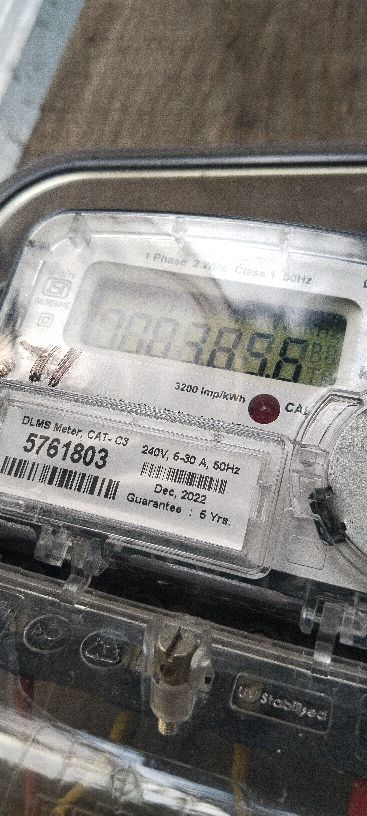 1 Phase 2 Wire Class 1 50Hz
3200 Imp/kWh
CAL
DLMS Meter, CAT- C3
5761803
240V, 5-30 A, 50Hz
Dec, 2022
Guarantee : 5 Yrs.
Stabilized